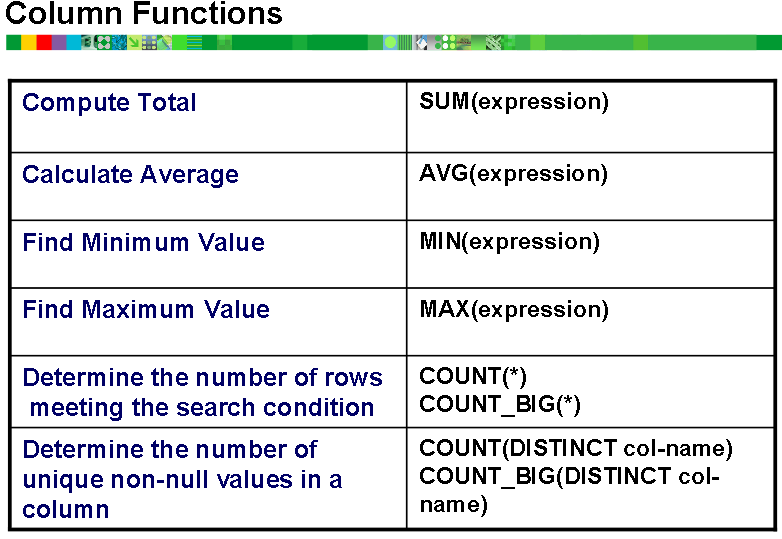 Column Functions
Compute Total
SUM(expression)
Calculate Average
AVG(expression)
Find Minimum Value
MIN(expression)
Find Maximum Value
MAX(expression)
Determine the number of rows
meeting the search condition
COUNT(*)
COUNT_BIG(*)
Determine the number of
unique non-null values in a
column
COUNT(DISTINCT col-name)
COUNT_BIG(DISTINCT col-
name)